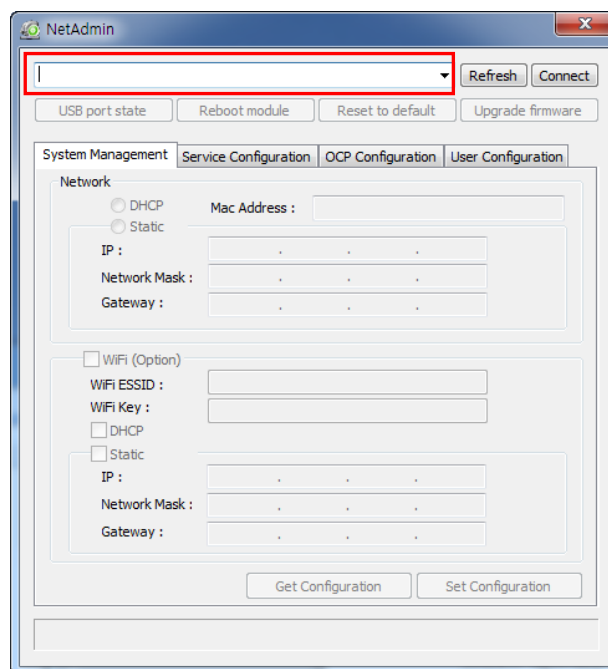 NetAdmin
Refresh Connect
USB port state Reboot module Reset to default Upgrade firmware
System Management Service Configuration OCP Configuration User Configuration
Network
DHCP Mac Address :
Static
IP : . . .
Network Mask : . . .
Gateway : . . .
WiFi (Option)
WiFi ESSID :
WiFi Key :
DHCP
Static
IP : . . .
Network Mask : . . .
Gateway : . . .
Get Configuration Set Configuration